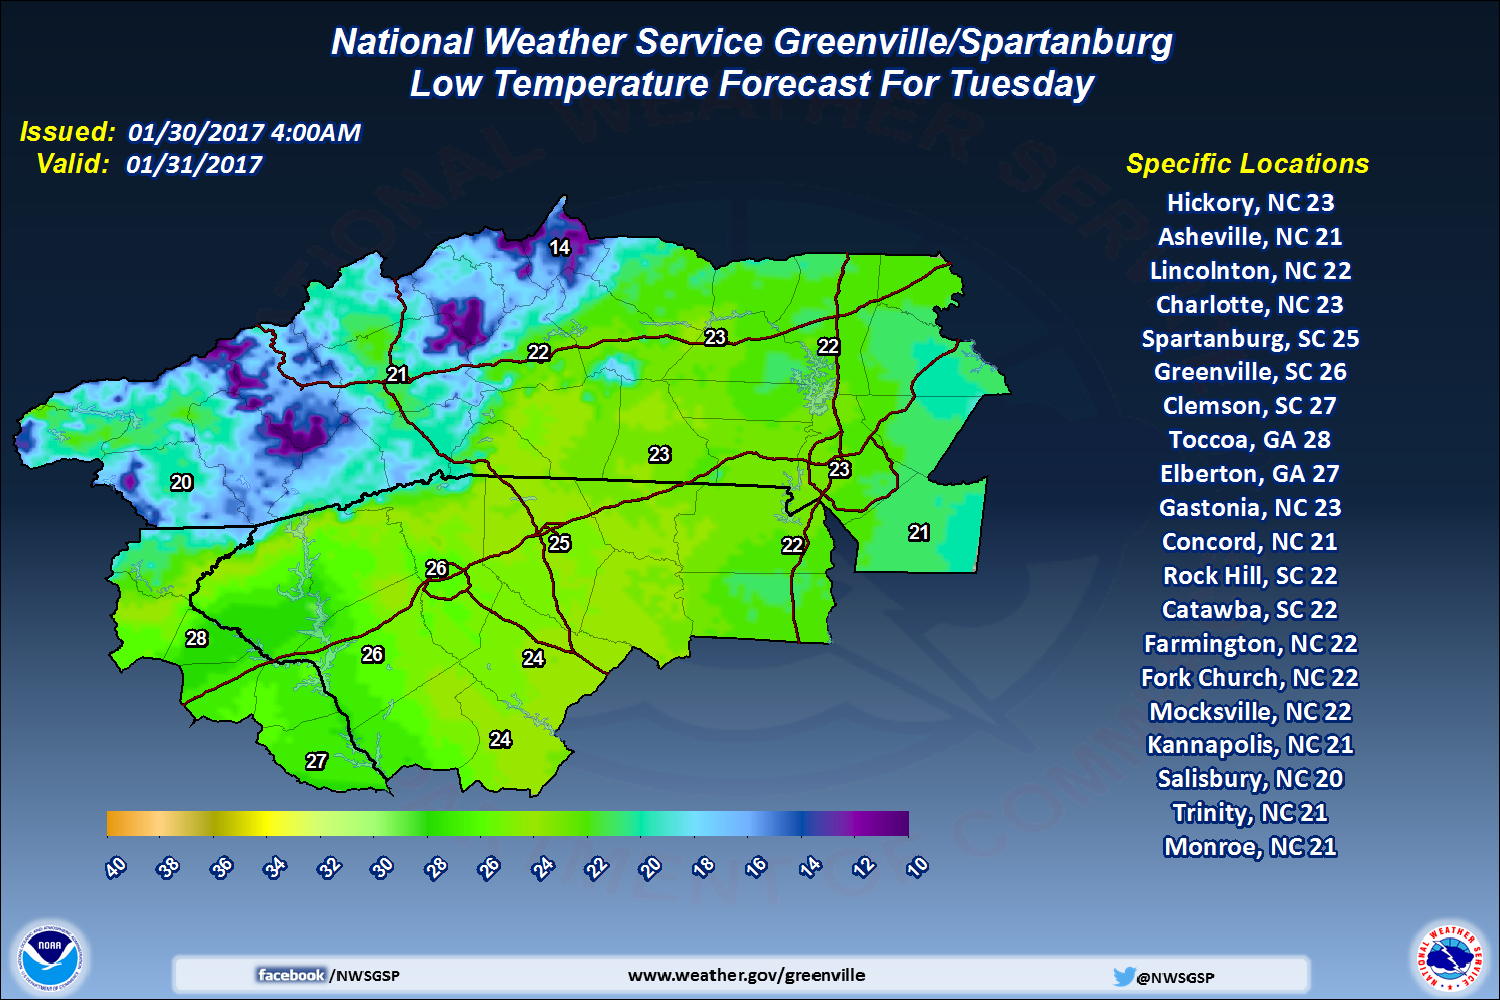 National Weather Service Greenville/Spartanburg
Low Temperature Forecast For Tuesday
Issued: 01/30/2017 4:00AM
Valid: 01/31/2017
Specific Locations
Hickory, NC 23
Asheville, NC 21
Lincolnton, NC 22
Charlotte, NC 23
Spartanburg, SC 25
Greenville, SC 26
Clemson, SC 27
Toccoa, GA 28
Elberton, GA 27
Gastonia, NC 23
Concord, NC 21
Rock Hill, SC 22
Catawba, SC 22
Farmington, NC 22
Fork Church, NC 22
Mocksville, NC 22
Kannapolis, NC 21
Salisbury, NC 20
Trinity, NC 21
Monroe, NC 21
14
23
22
22
21
23
23
20
21
25
22
26
28
26
24
24
27
40 38 36 34 32 30 28 26 24 22 20 18 16 14 12 10
NOAA
facebook /NWSGSP
www.weather.gov/greenville
@NWSGSP
NATIONAL WEATHER SERVICE